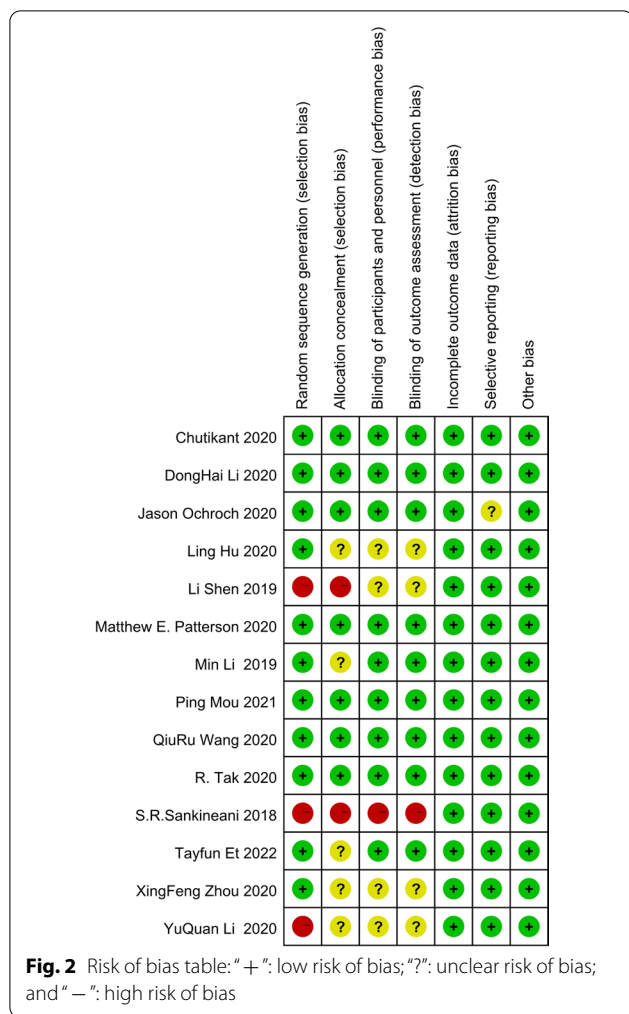 Random sequence generation (selection bias)
Allocation concealment (selection bias)
Blinding of participants and personnel (performance bias)
Blinding of outcome assessment (detection bias)
Incomplete outcome data (attrition bias)
Selective reporting (reporting bias)
Other bias
Chutikant 2020 + + + + + + +
DongHai Li 2020 + + + + + + +
Jason Ochroch 2020 + + + + + ? +
Ling Hu 2020 + ? ? ? + + +
Li Shen 2019 - - ? ? + + +
Matthew E. Patterson 2020 + + + + + + +
Min Li 2019 + ? + + + + +
Ping Mou 2021 + + + + + + +
QiuRu Wang 2020 + + + + + + +
R. Tak 2020 + + + + + + +
S.R.Sankineani 2018 - - - - + + +
Tayfun Et 2022 + ? + + + + +
XingFeng Zhou 2020 + ? ? ? + + +
YuQuan Li 2020 - ? ? ? + + +
Fig. 2 Risk of bias table: “+”: low risk of bias; “?”: unclear risk of bias;
and “−”: high risk of bias